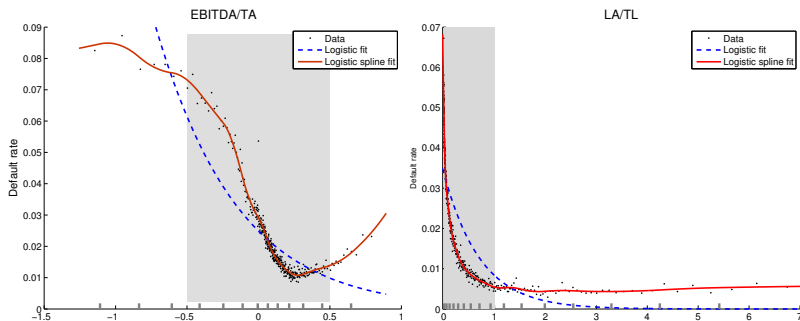 EBITDA/TA
0.09
0.08
0.07
0.06
0.05
0.04
0.03
0.02
0.01
0
Default rate
Data
Logistic fit
Logistic spline fit
−1.5 −1 −0.5 0 0.5 1
LA/TL
0.07
0.06
0.05
0.04
0.03
0.02
0.01
0
Default rate
Data
Logistic fit
Logistic spline fit
0 1 2 3 4 5 6 7